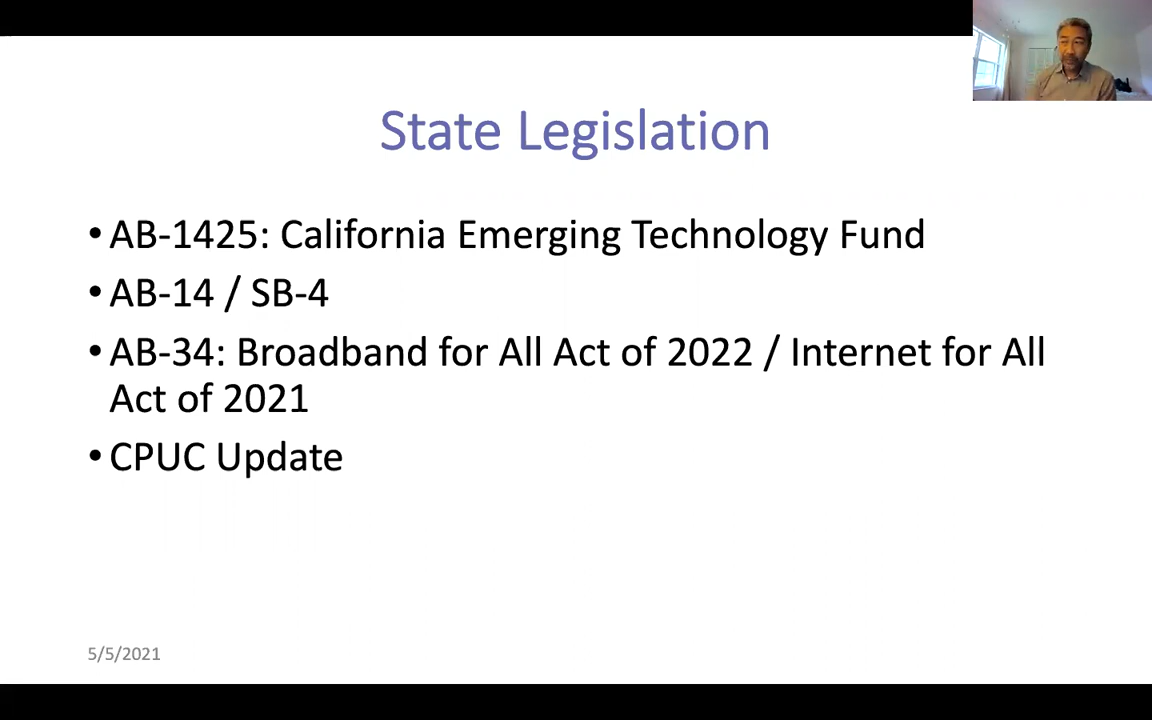 State Legislation
• AB-1425: California Emerging Technology Fund
• AB-14 / SB-4
• AB-34: Broadband for All Act of 2022 / Internet for All
Act of 2021
• CPUC Update
5/5/2021